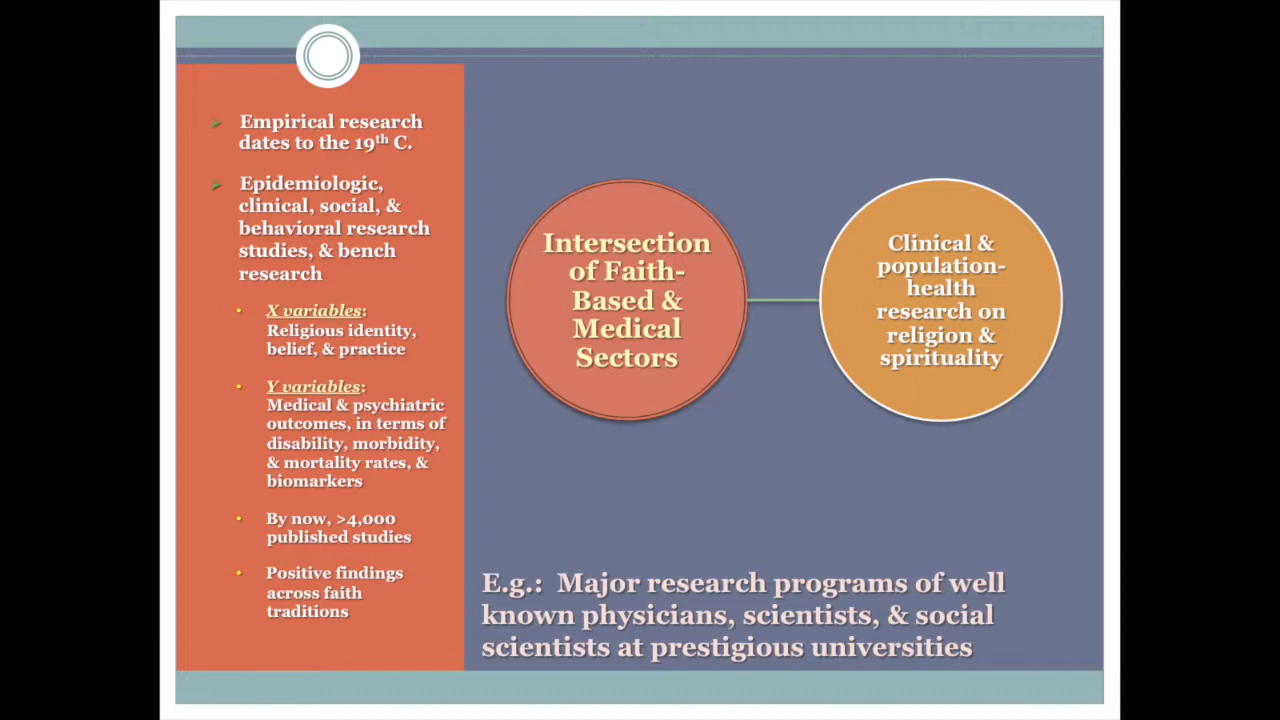 Empirical research
dates to the 19th C.
Epidemiologic,
clinical, social, &
behavioral research
studies, & bench
research
X variables:
Religious identity,
belief, & practice
Y variables:
Medical & psychiatric
outcomes, in terms of
disability, morbidity,
& mortality rates, &
biomarkers
By now, >4,000
published studies
Positive findings
across faith
traditions
Intersection
of Faith-
Based &
Medical
Sectors
Clinical &
population-
health
research on
religion &
spirituality
E.g.: Major research programs of well
known physicians, scientists, & social
scientists at prestigious universities